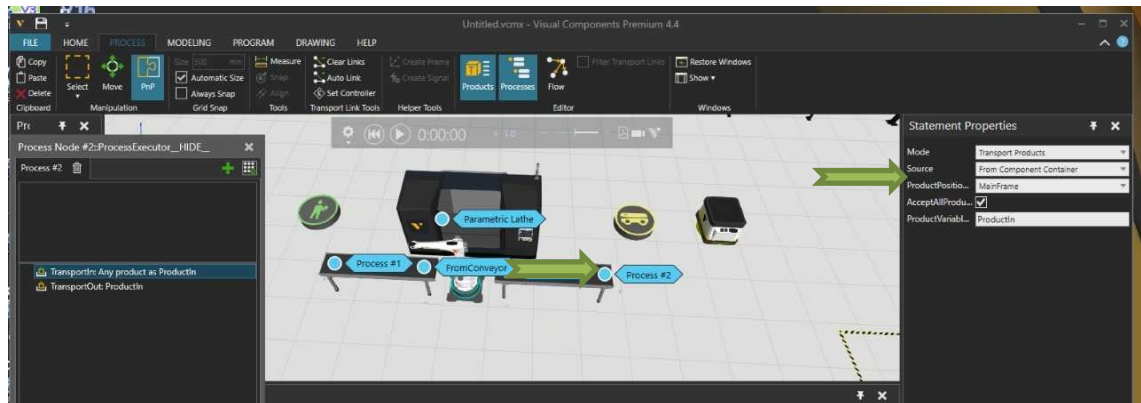 Untitled.vcmx - Visual Components Premium 4.4
FILE HOME PROCESS MODELING PROGRAM DRAWING HELP
Copy
Paste
Delete
Clipboard
Select Move PnP
Manipulation
Size 500 mm
Automatic Size
Always Snap
Grid Snap
Measure
Snap
Align
Tools
Clear Links
Auto Link
Set Controller
Transport Link Tools
Create Frame
Create Signal
Helper Tools
Products Processes Flow
Filter Transport Links
Editor
Restore Windows
Show
Windows
Process Node #2::ProcessExecutor__HIDE__
Process #2
TransportIn: Any product as ProductIn
TransportOut: ProductIn
0:00:00 1.0
Parametric Lathe
Process #1
FromConveyor
Process #2
Statement Properties
Mode Transport Products
Source From Component Container
ProductPositio... MainFrame
AcceptAllProdu...
ProductVariabl... ProductIn